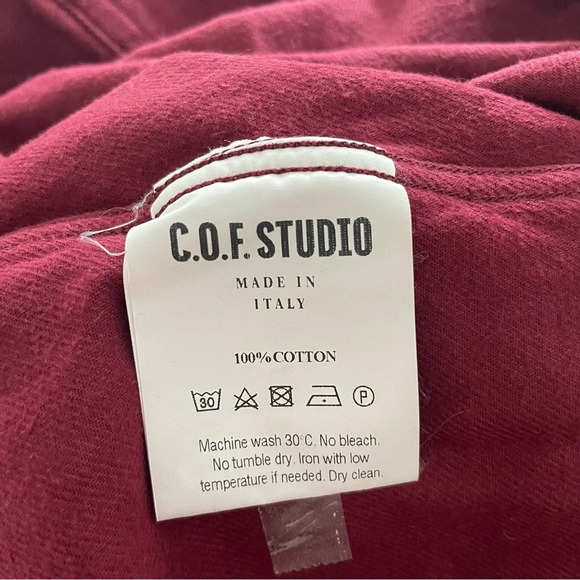 C.O.F. STUDIO
MADE IN
ITALY
100%COTTON
30 P
Machine wash 30°C. No bleach.
No tumble dry. Iron with low
temperature if needed. Dry clean.